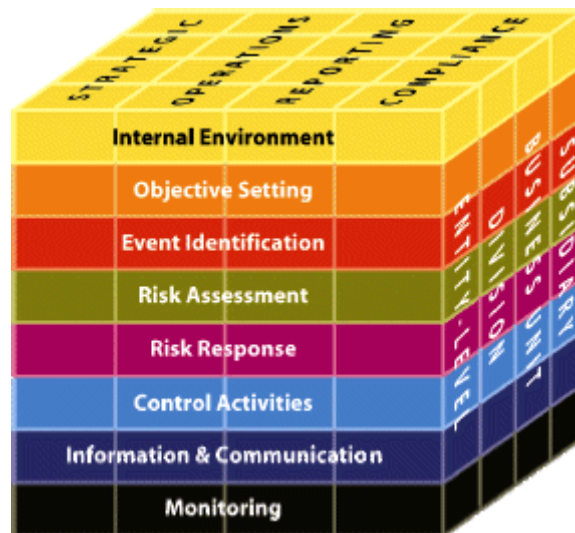 STRATEGIC
OPERATIONS
REPORTING
COMPLIANCE
Internal Environment
Objective Setting
Event Identification
Risk Assessment
Risk Response
Control Activities
Information & Communication
Monitoring
ENTITY-LEVEL
DIVISION
BUSINESS UNIT
SUBSIDIARY